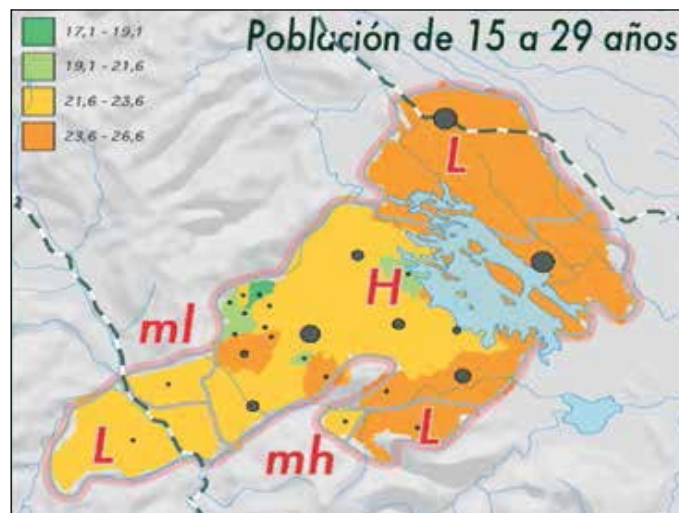 Población de 15 a 29 años
17,1 - 19,1
19,1 - 21,6
21,6 - 23,6
23,6 - 26,6
L
H
ml
L
mh
L